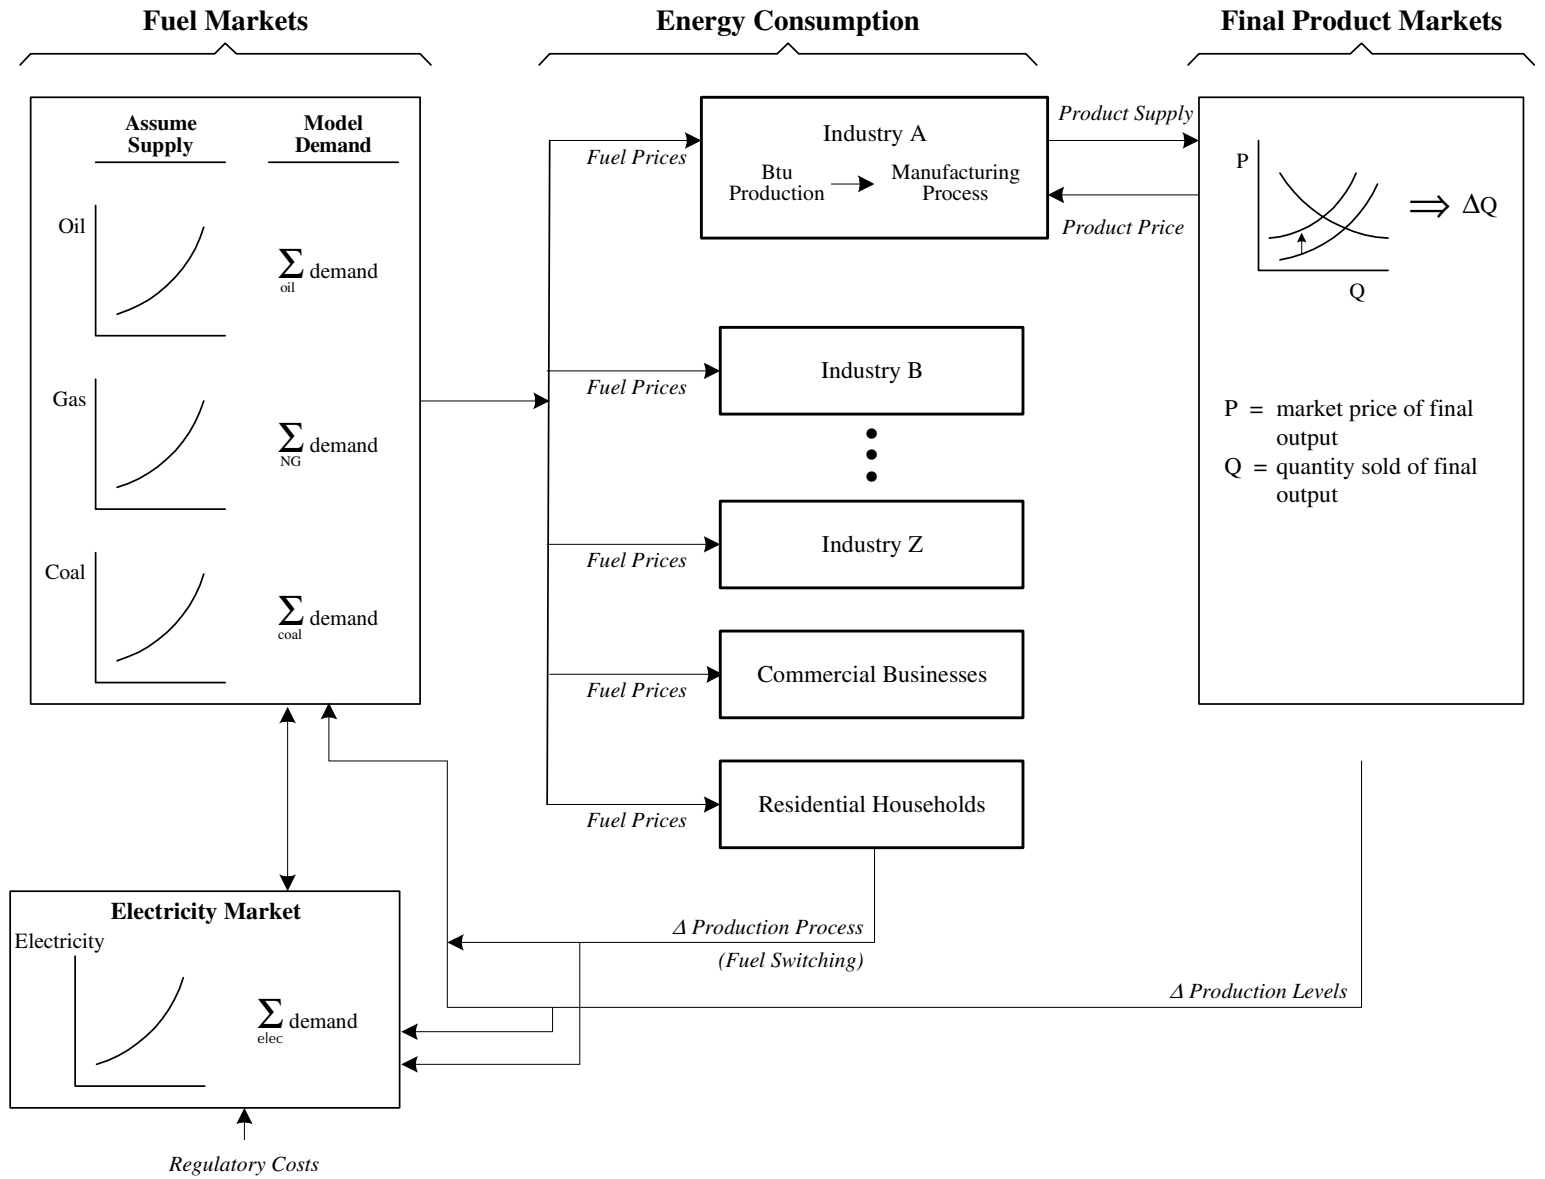 Fuel Markets
Energy Consumption
Final Product Markets
Assume
Supply
Model
Demand
Oil
Σ demand
oil
Gas
Σ demand
NG
Coal
Σ demand
coal
Fuel Prices
Industry A
Btu
Production
Manufacturing
Process
Fuel Prices
Industry B
Fuel Prices
Industry Z
Fuel Prices
Commercial Businesses
Fuel Prices
Residential Households
Product Supply
Product Price
P
Q
⇒ ΔQ
P = market price of final
output
Q = quantity sold of final
output
Δ Production Process
(Fuel Switching)
Δ Production Levels
Electricity Market
Electricity
Σ demand
elec
Regulatory Costs